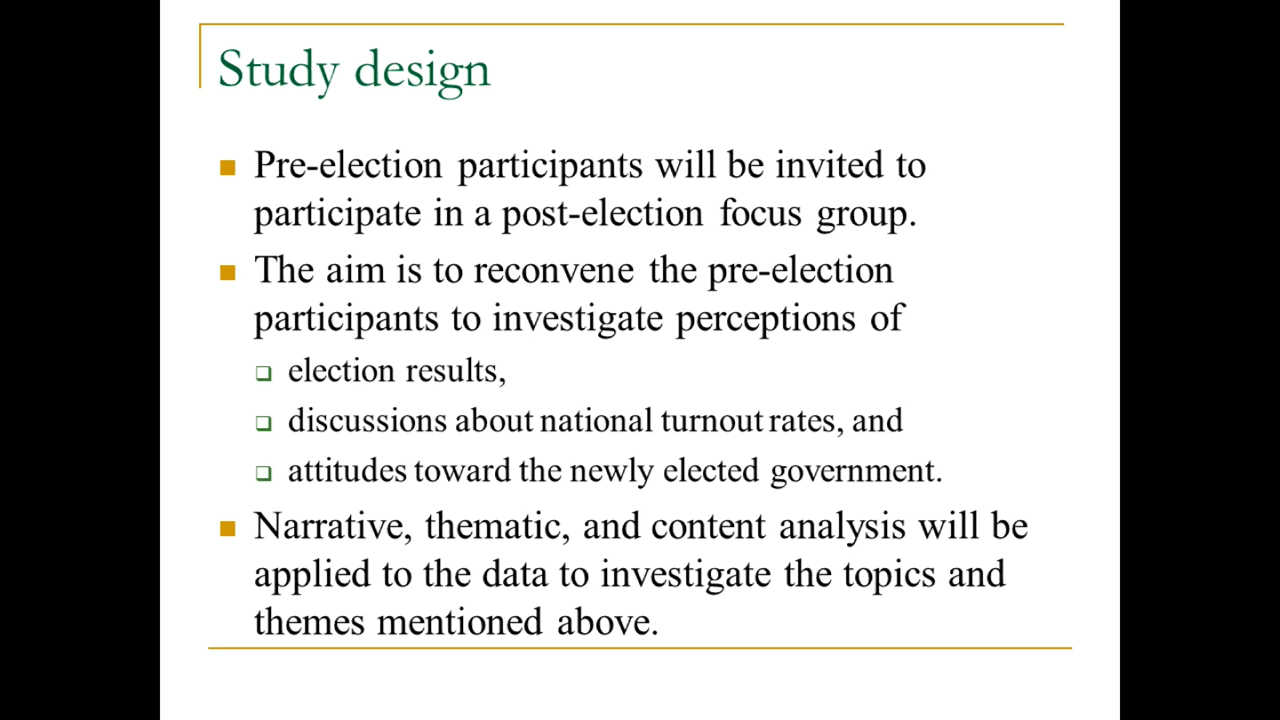 Study design
Pre-election participants will be invited to
participate in a post-election focus group.
The aim is to reconvene the pre-election
participants to investigate perceptions of
election results,
discussions about national turnout rates, and
attitudes toward the newly elected government.
Narrative, thematic, and content analysis will be
applied to the data to investigate the topics and
themes mentioned above.